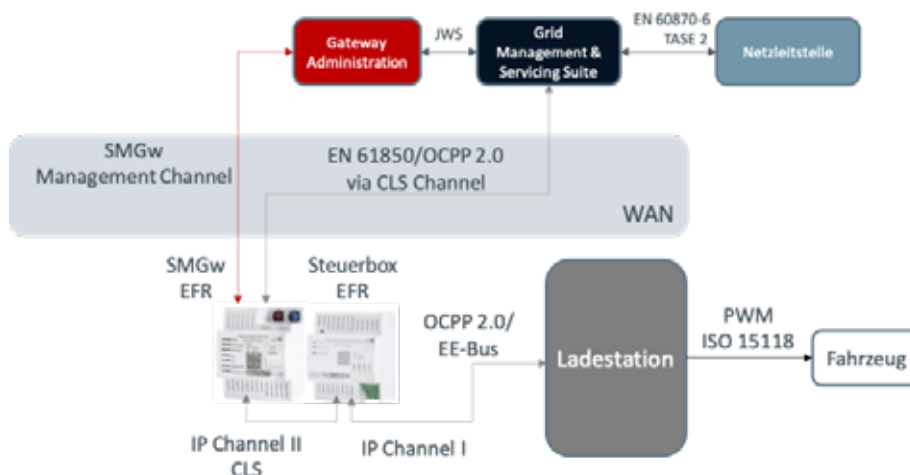 Gateway
Administration
JWS
Grid
Management &
Servicing Suite
EN 60870-6
TASE 2
Netzleitstelle
SMGw
Management Channel
EN 61850/OCPP 2.0
via CLS Channel
WAN
SMGw
EFR
Steuerbox
EFR
OCPP 2.0/
EE-Bus
Ladestation
PWM
ISO 15118
Fahrzeug
IP Channel II
CLS
IP Channel I